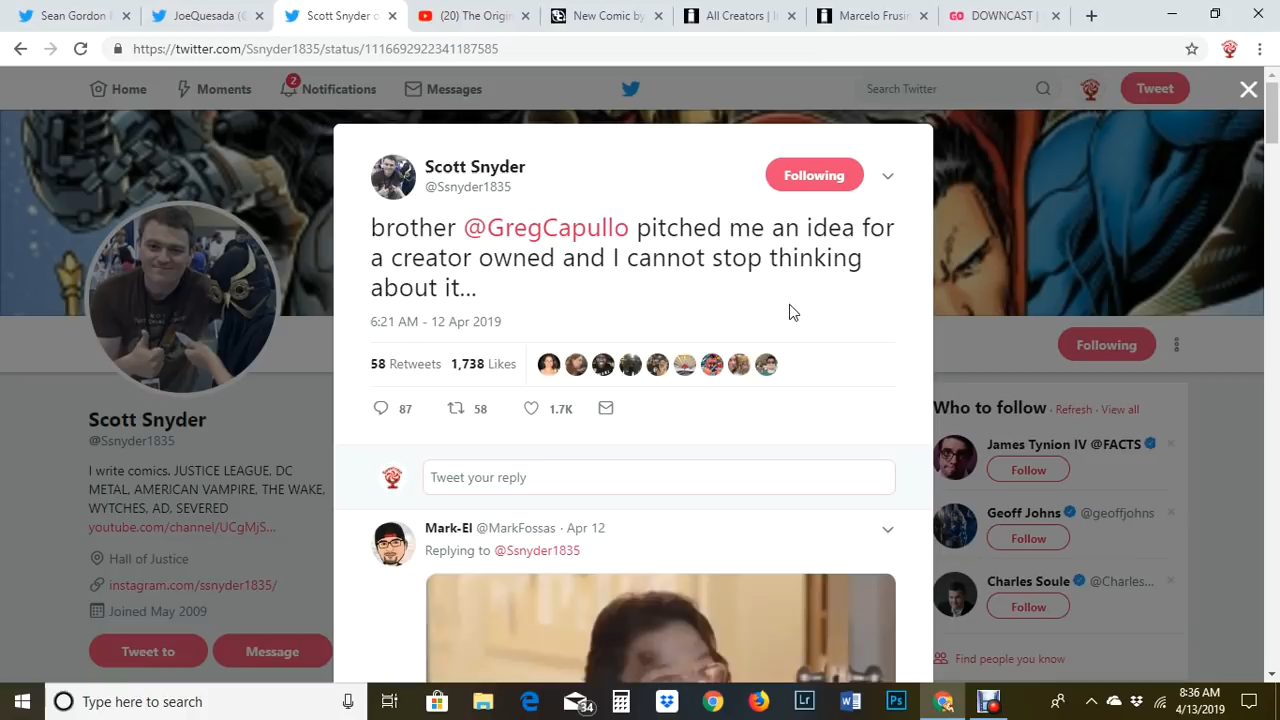 Sean Gordon B
JoeQuesada (@
Scott Snyder o
(20) The Origin
New Comic by
All Creators | I
Marcelo Frusin
GO DOWCAST |
https://twitter.com/Ssnyder1835/status/1116692922341187585
Home
Moments
2
Notifications
Messages
Search Twitter
Tweet
Scott Snyder
@Ssnyder1835
Following
brother @GregCapullo pitched me an idea for
a creator owned and I cannot stop thinking
about it...
6:21 AM - 12 Apr 2019
58 Retweets 1,738 Likes
87
58
1.7K
Tweet your reply
Mark-El @MarkFossas · Apr 12
Replying to @Ssnyder1835
Scott Snyder
@Ssnyder1835
I write comics. JUSTICE LEAGUE, DC
METAL, AMERICAN VAMPIRE, THE WAKE,
WYTCHES, AD, SEVERED
youtube.com/channel/UCgMjS...
Hall of Justice
instagram.com/ssnyder1835/
Joined May 2009
Tweet to
Message
Following
Who to follow · Refresh · View all
James Tynion IV @FACTS
Follow
Geoff Johns @geoffjohns
Follow
Charles Soule @Charles...
Follow
Find people you know
Type here to search
34
8:36 AM
4/13/2019